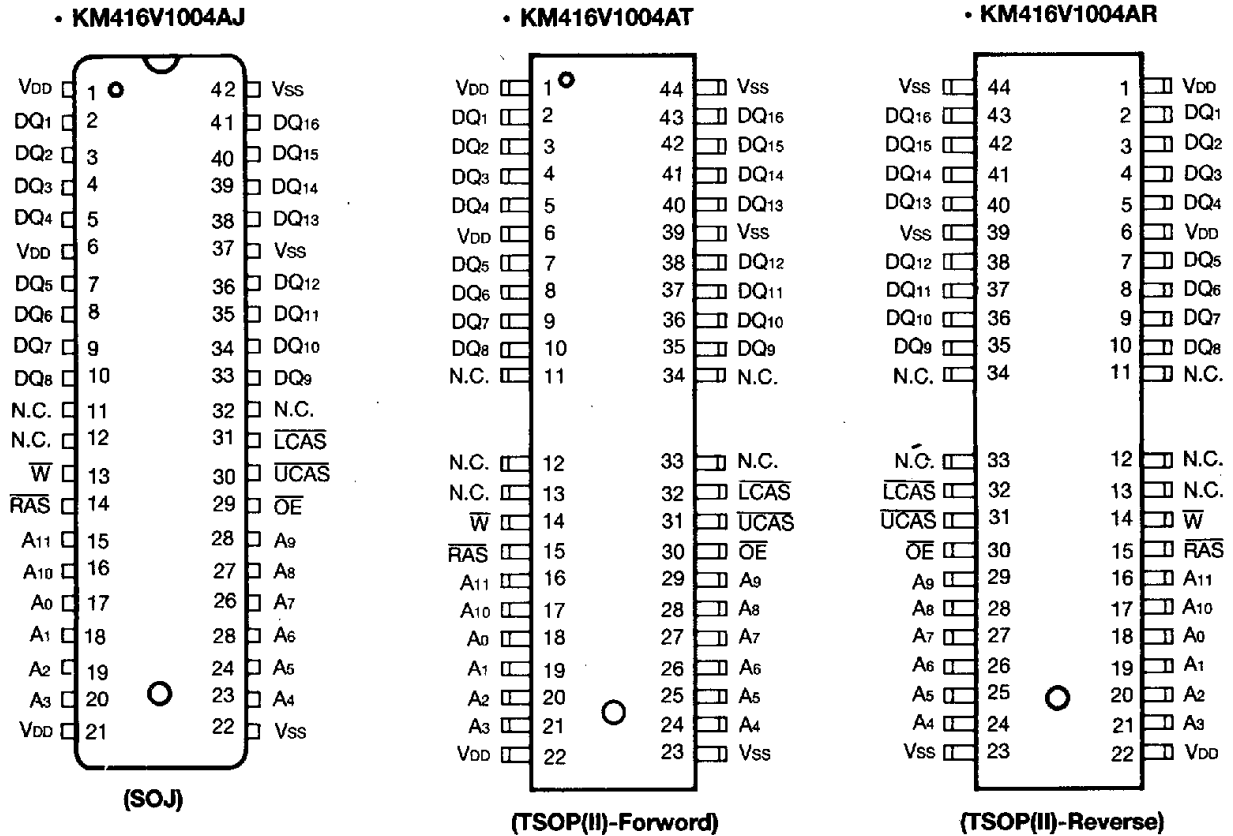 • KM416V1004AJ
VDD 1 42 VSS
DQ1 2 41 DQ16
DQ2 3 40 DQ15
DQ3 4 39 DQ14
DQ4 5 38 DQ13
VDD 6 37 VSS
DQ5 7 36 DQ12
DQ6 8 35 DQ11
DQ7 9 34 DQ10
DQ8 10 33 DQ9
N.C. 11 32 N.C.
N.C. 12 31 L̅C̅A̅S̅
W̅ 13 30 U̅C̅A̅S̅
R̅A̅S̅ 14 29 O̅E̅
A11 15 28 A9
A10 16 27 A8
A0 17 26 A7
A1 18 28 A6
A2 19 24 A5
A3 20 23 A4
VDD 21 22 VSS
(SOJ)
• KM416V1004AT
VDD 1 44 VSS
DQ1 2 43 DQ16
DQ2 3 42 DQ15
DQ3 4 41 DQ14
DQ4 5 40 DQ13
VDD 6 39 VSS
DQ5 7 38 DQ12
DQ6 8 37 DQ11
DQ7 9 36 DQ10
DQ8 10 35 DQ9
N.C. 11 34 N.C.
N.C. 12 33 N.C.
N.C. 13 32 L̅C̅A̅S̅
W̅ 14 31 U̅C̅A̅S̅
R̅A̅S̅ 15 30 O̅E̅
A11 16 29 A9
A10 17 28 A8
A0 18 27 A7
A1 19 26 A6
A2 20 25 A5
A3 21 24 A4
VDD 22 23 VSS
(TSOP(II)-Forword)
• KM416V1004AR
VSS 44 1 VDD
DQ16 43 2 DQ1
DQ15 42 3 DQ2
DQ14 41 4 DQ3
DQ13 40 5 DQ4
VSS 39 6 VDD
DQ12 38 7 DQ5
DQ11 37 8 DQ6
DQ10 36 9 DQ7
DQ9 35 10 DQ8
N.C. 34 11 N.C.
N.C. 33 12 N.C.
L̅C̅A̅S̅ 32 13 N.C.
U̅C̅A̅S̅ 31 14 W̅
O̅E̅ 30 15 R̅A̅S̅
A9 29 16 A11
A8 28 17 A10
A7 27 18 A0
A6 26 19 A1
A5 25 20 A2
A4 24 21 A3
VSS 23 22 VDD
(TSOP(II)-Reverse)